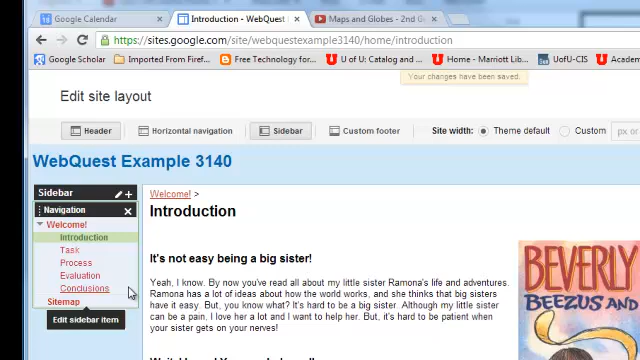 Google Calendar
Introduction - WebQuest Exam
Maps and Globes - 2nd G
https://sites.google.com/site/webquestexample3140/home/introduction
Google Scholar
Imported From Firef...
Free Technology for...
U of U: Catalog and ...
Home - Marriott Lib...
UofU-CIS
Academ
Your changes have been saved.
Edit site layout
Header
Horizontal navigation
Sidebar
Custom footer
Site width:
Theme default
Custom
px or
WebQuest Example 3140
Sidebar
Navigation
Welcome!
Introduction
Task
Process
Evaluation
Conclusions
Sitemap
Edit sidebar item
Welcome! >
Introduction
It's not easy being a big sister!
Yeah, I know. By now you've read all about my little sister Ramona's life and adventures.
Ramona has a lot of ideas about how the world works, and she thinks that big sisters
have it easy. But, you know what? It's hard to be a big sister. Although my little sister
can be a pain, I love her a lot and I want to help her. But, it's hard to be patient when
your sister gets on your nerves!
BEVERLY
BEEZUS AND